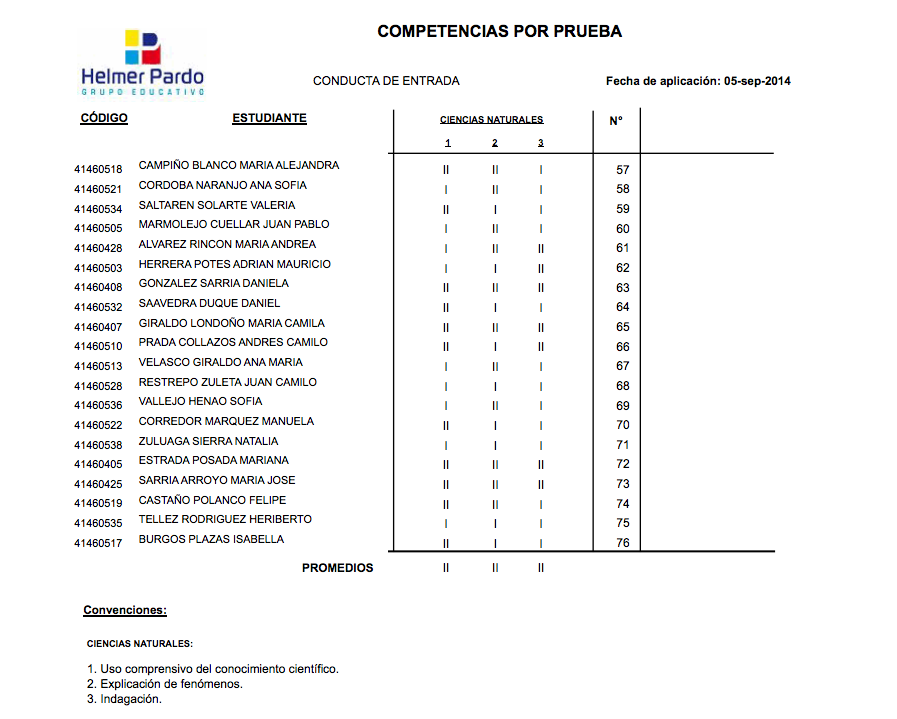 COMPETENCIAS POR PRUEBA
Helmer Pardo
GRUPO EDUCATIVO
CONDUCTA DE ENTRADA Fecha de aplicación: 05-sep-2014
CÓDIGO ESTUDIANTE CIENCIAS NATURALES N°
1 2 3
41460518 CAMPIÑO BLANCO MARIA ALEJANDRA II II I 57
41460521 CORDOBA NARANJO ANA SOFIA I II I 58
41460534 SALTAREN SOLARTE VALERIA II I I 59
41460505 MARMOLEJO CUELLAR JUAN PABLO I II I 60
41460428 ALVAREZ RINCON MARIA ANDREA I II II 61
41460503 HERRERA POTES ADRIAN MAURICIO I I II 62
41460408 GONZALEZ SARRIA DANIELA II II II 63
41460532 SAAVEDRA DUQUE DANIEL II I I 64
41460407 GIRALDO LONDOÑO MARIA CAMILA II II II 65
41460510 PRADA COLLAZOS ANDRES CAMILO II I II 66
41460513 VELASCO GIRALDO ANA MARIA I II I 67
41460528 RESTREPO ZULETA JUAN CAMILO I I I 68
41460536 VALLEJO HENAO SOFIA I II I 69
41460522 CORREDOR MARQUEZ MANUELA II I I 70
41460538 ZULUAGA SIERRA NATALIA I I I 71
41460405 ESTRADA POSADA MARIANA II II II 72
41460425 SARRIA ARROYO MARIA JOSE II II II 73
41460519 CASTAÑO POLANCO FELIPE II II I 74
41460535 TELLEZ RODRIGUEZ HERIBERTO I I I 75
41460517 BURGOS PLAZAS ISABELLA II I I 76
PROMEDIOS II II II
Convenciones:
CIENCIAS NATURALES:
1. Uso comprensivo del conocimiento científico.
2. Explicación de fenómenos.
3. Indagación.